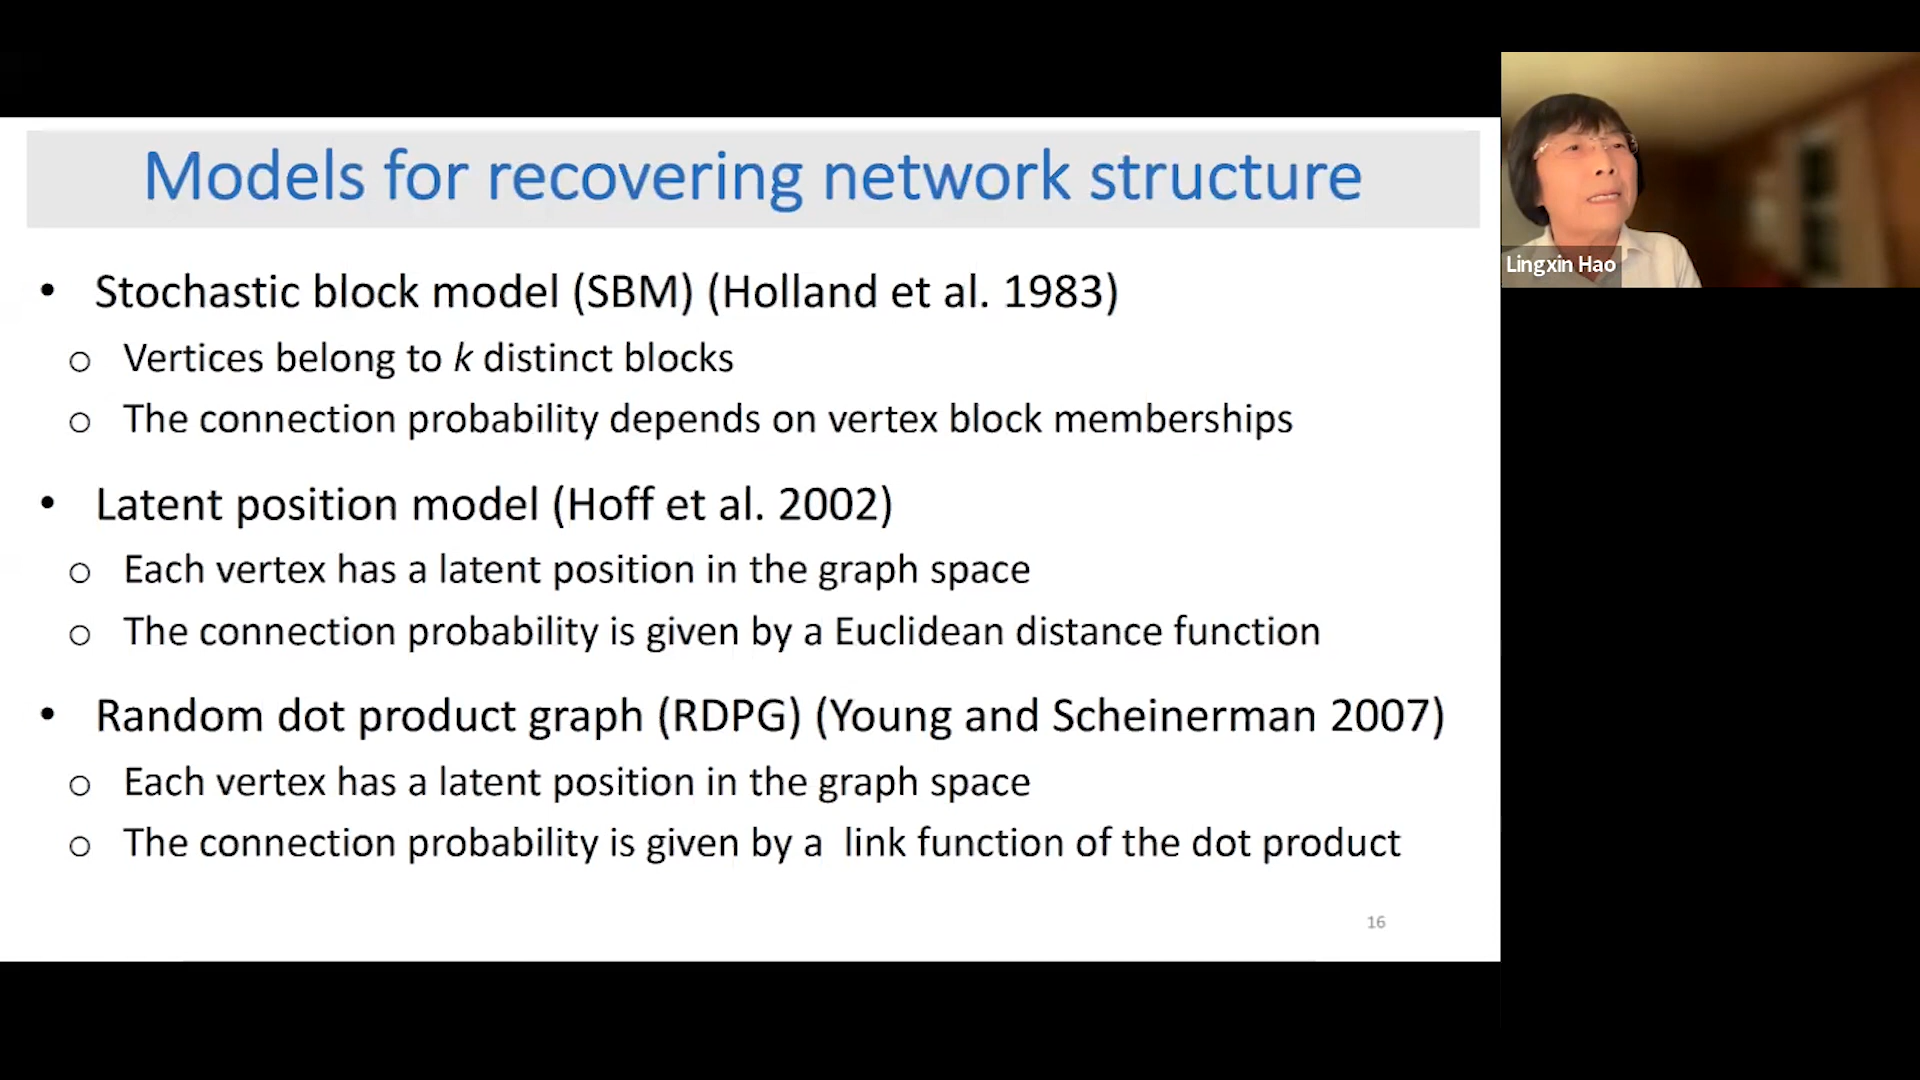 Models for recovering network structure
• Stochastic block model (SBM) (Holland et al. 1983)
o Vertices belong to k distinct blocks
o The connection probability depends on vertex block memberships
• Latent position model (Hoff et al. 2002)
o Each vertex has a latent position in the graph space
o The connection probability is given by a Euclidean distance function
• Random dot product graph (RDPG) (Young and Scheinerman 2007)
o Each vertex has a latent position in the graph space
o The connection probability is given by a link function of the dot product
16
Lingxin Hao